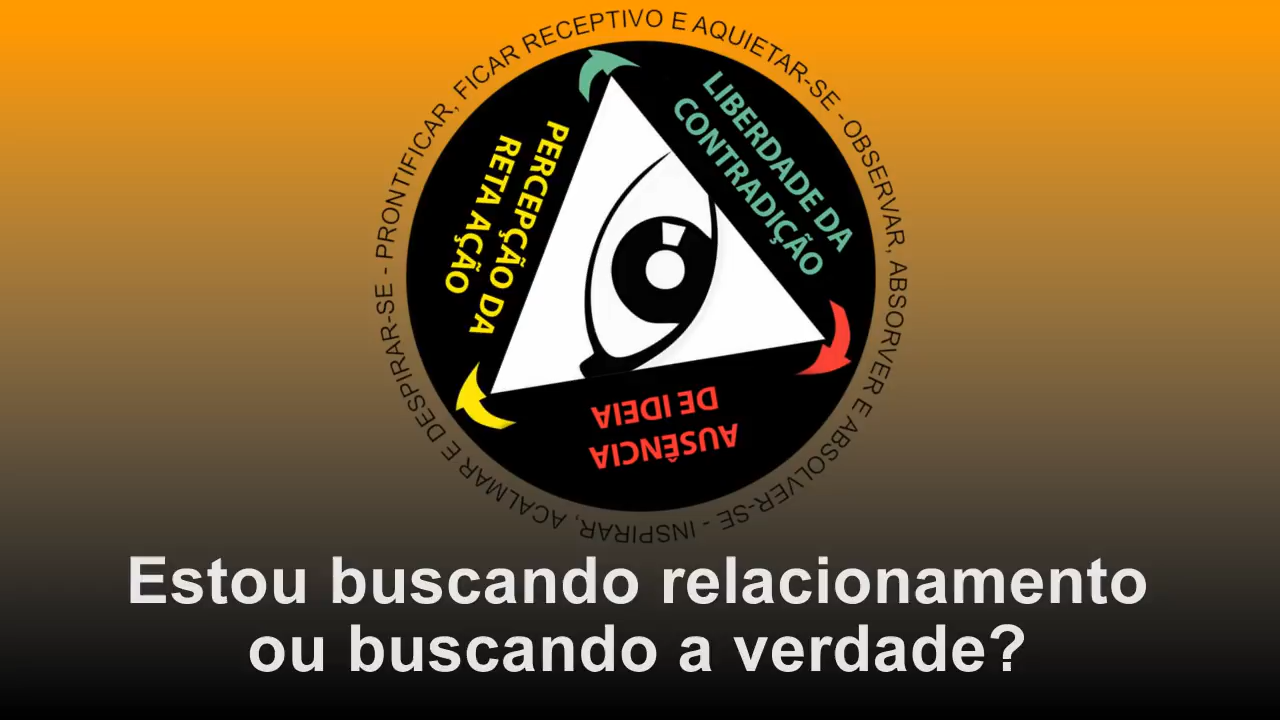 PRONTIFICAR, FICAR RECEPTIVO E AQUIETAR-SE - OBSERVAR, ABSORVER E ABSOLVER-SE - INSPIRAR, ACALMAR E DESPIRAR-SE -
LIBERDADE DA
CONTRADIÇÃO
PERCEPÇÃO DA
RETA AÇÃO
AUSÊNCIA
DE IDEIA
Estou buscando relacionamento
ou buscando a verdade?